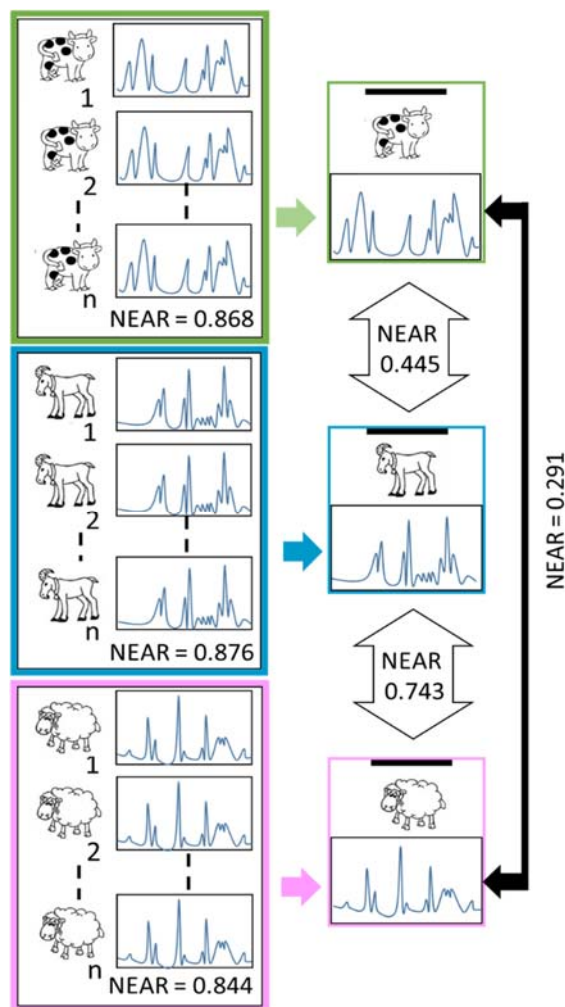 1
2
n
NEAR = 0.868
NEAR
0.445
1
2
n
NEAR = 0.876
NEAR = 0.291
NEAR
0.743
1
2
n
NEAR = 0.844